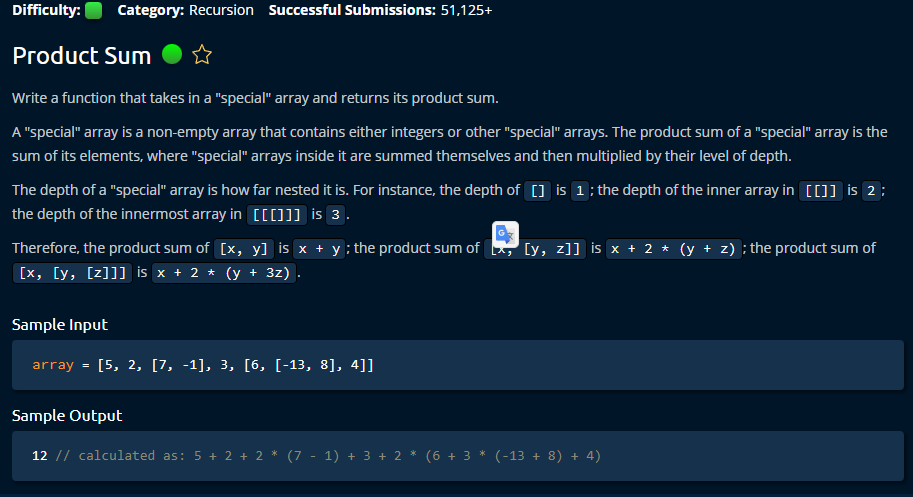 Difficulty: Category: Recursion Successful Submissions: 51,125+
Product Sum
Write a function that takes in a "special" array and returns its product sum.
A "special" array is a non-empty array that contains either integers or other "special" arrays. The product sum of a "special" array is the
sum of its elements, where "special" arrays inside it are summed themselves and then multiplied by their level of depth.
The depth of a "special" array is how far nested it is. For instance, the depth of [] is 1; the depth of the inner array in [[]] is 2;
the depth of the innermost array in [[[]]] is 3.
Therefore, the product sum of [x, y] is x + y; the product sum of [x, [y, z]] is x + 2 * (y + z); the product sum of
[x, [y, [z]]] is x + 2 * (y + 3z).
Sample Input
array = [5, 2, [7, -1], 3, [6, [-13, 8], 4]]
Sample Output
12 // calculated as: 5 + 2 + 2 * (7 - 1) + 3 + 2 * (6 + 3 * (-13 + 8) + 4)